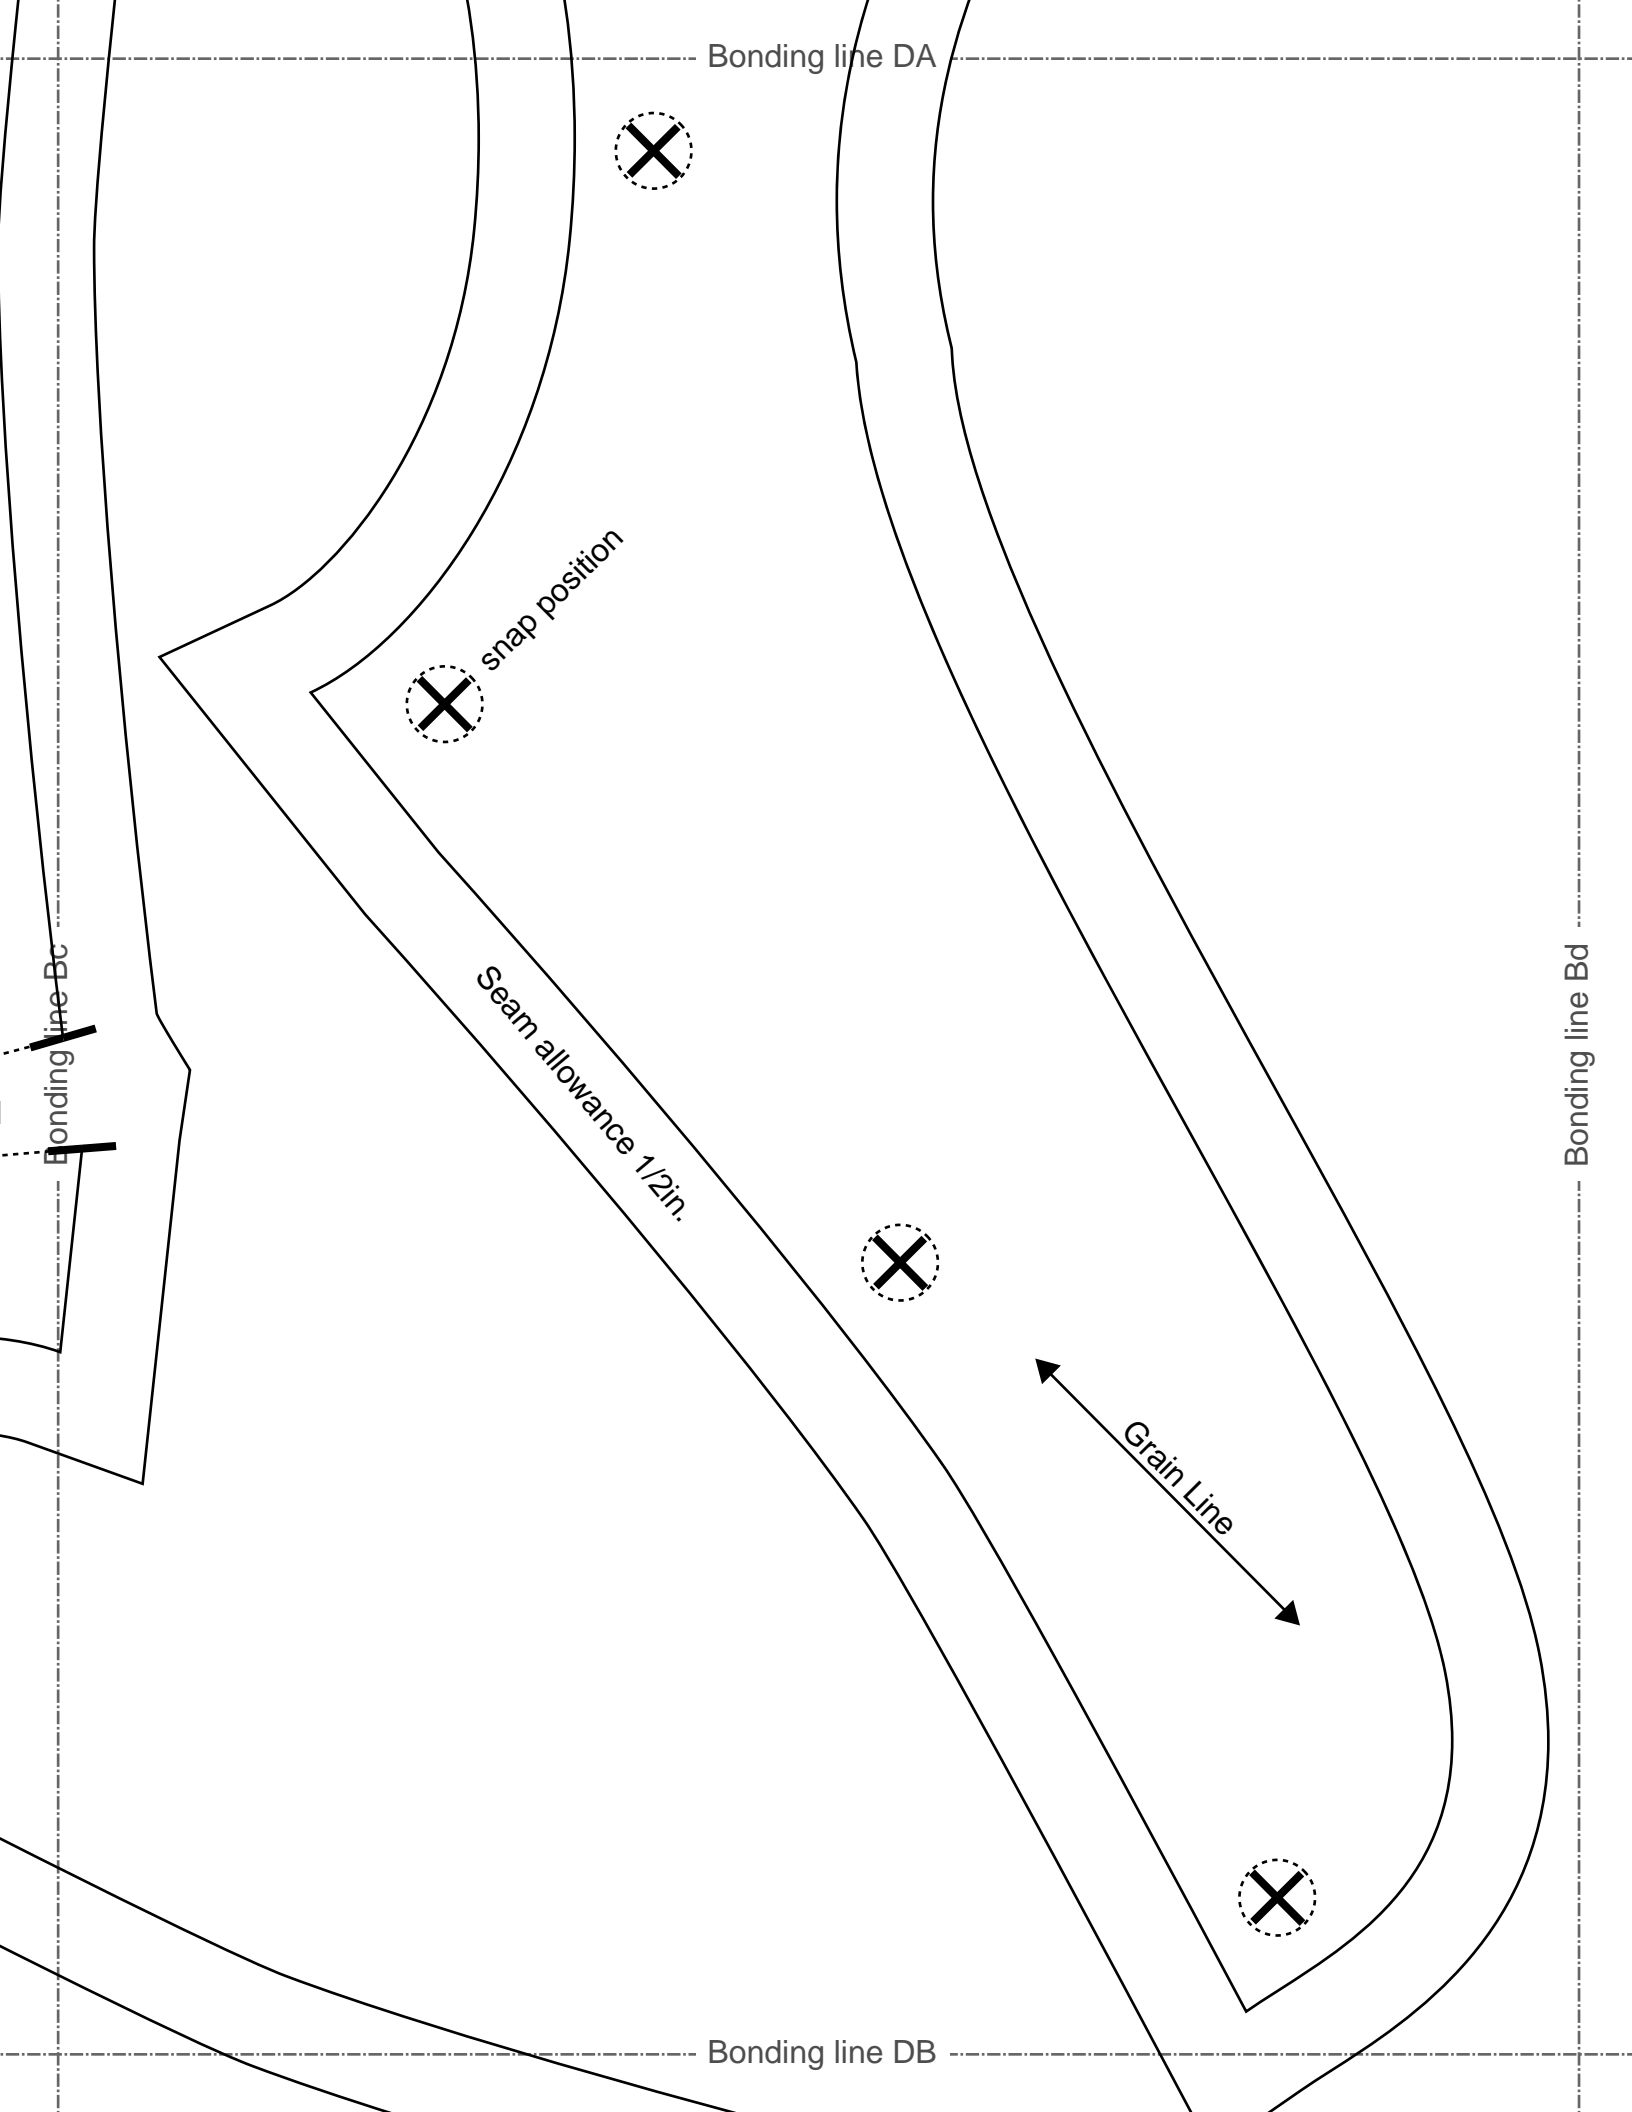 Bonding line DA
snap position
Bonding line Bc
Bonding line Bd
Seam allowance 1/2in.
Grain Line
Bonding line DB